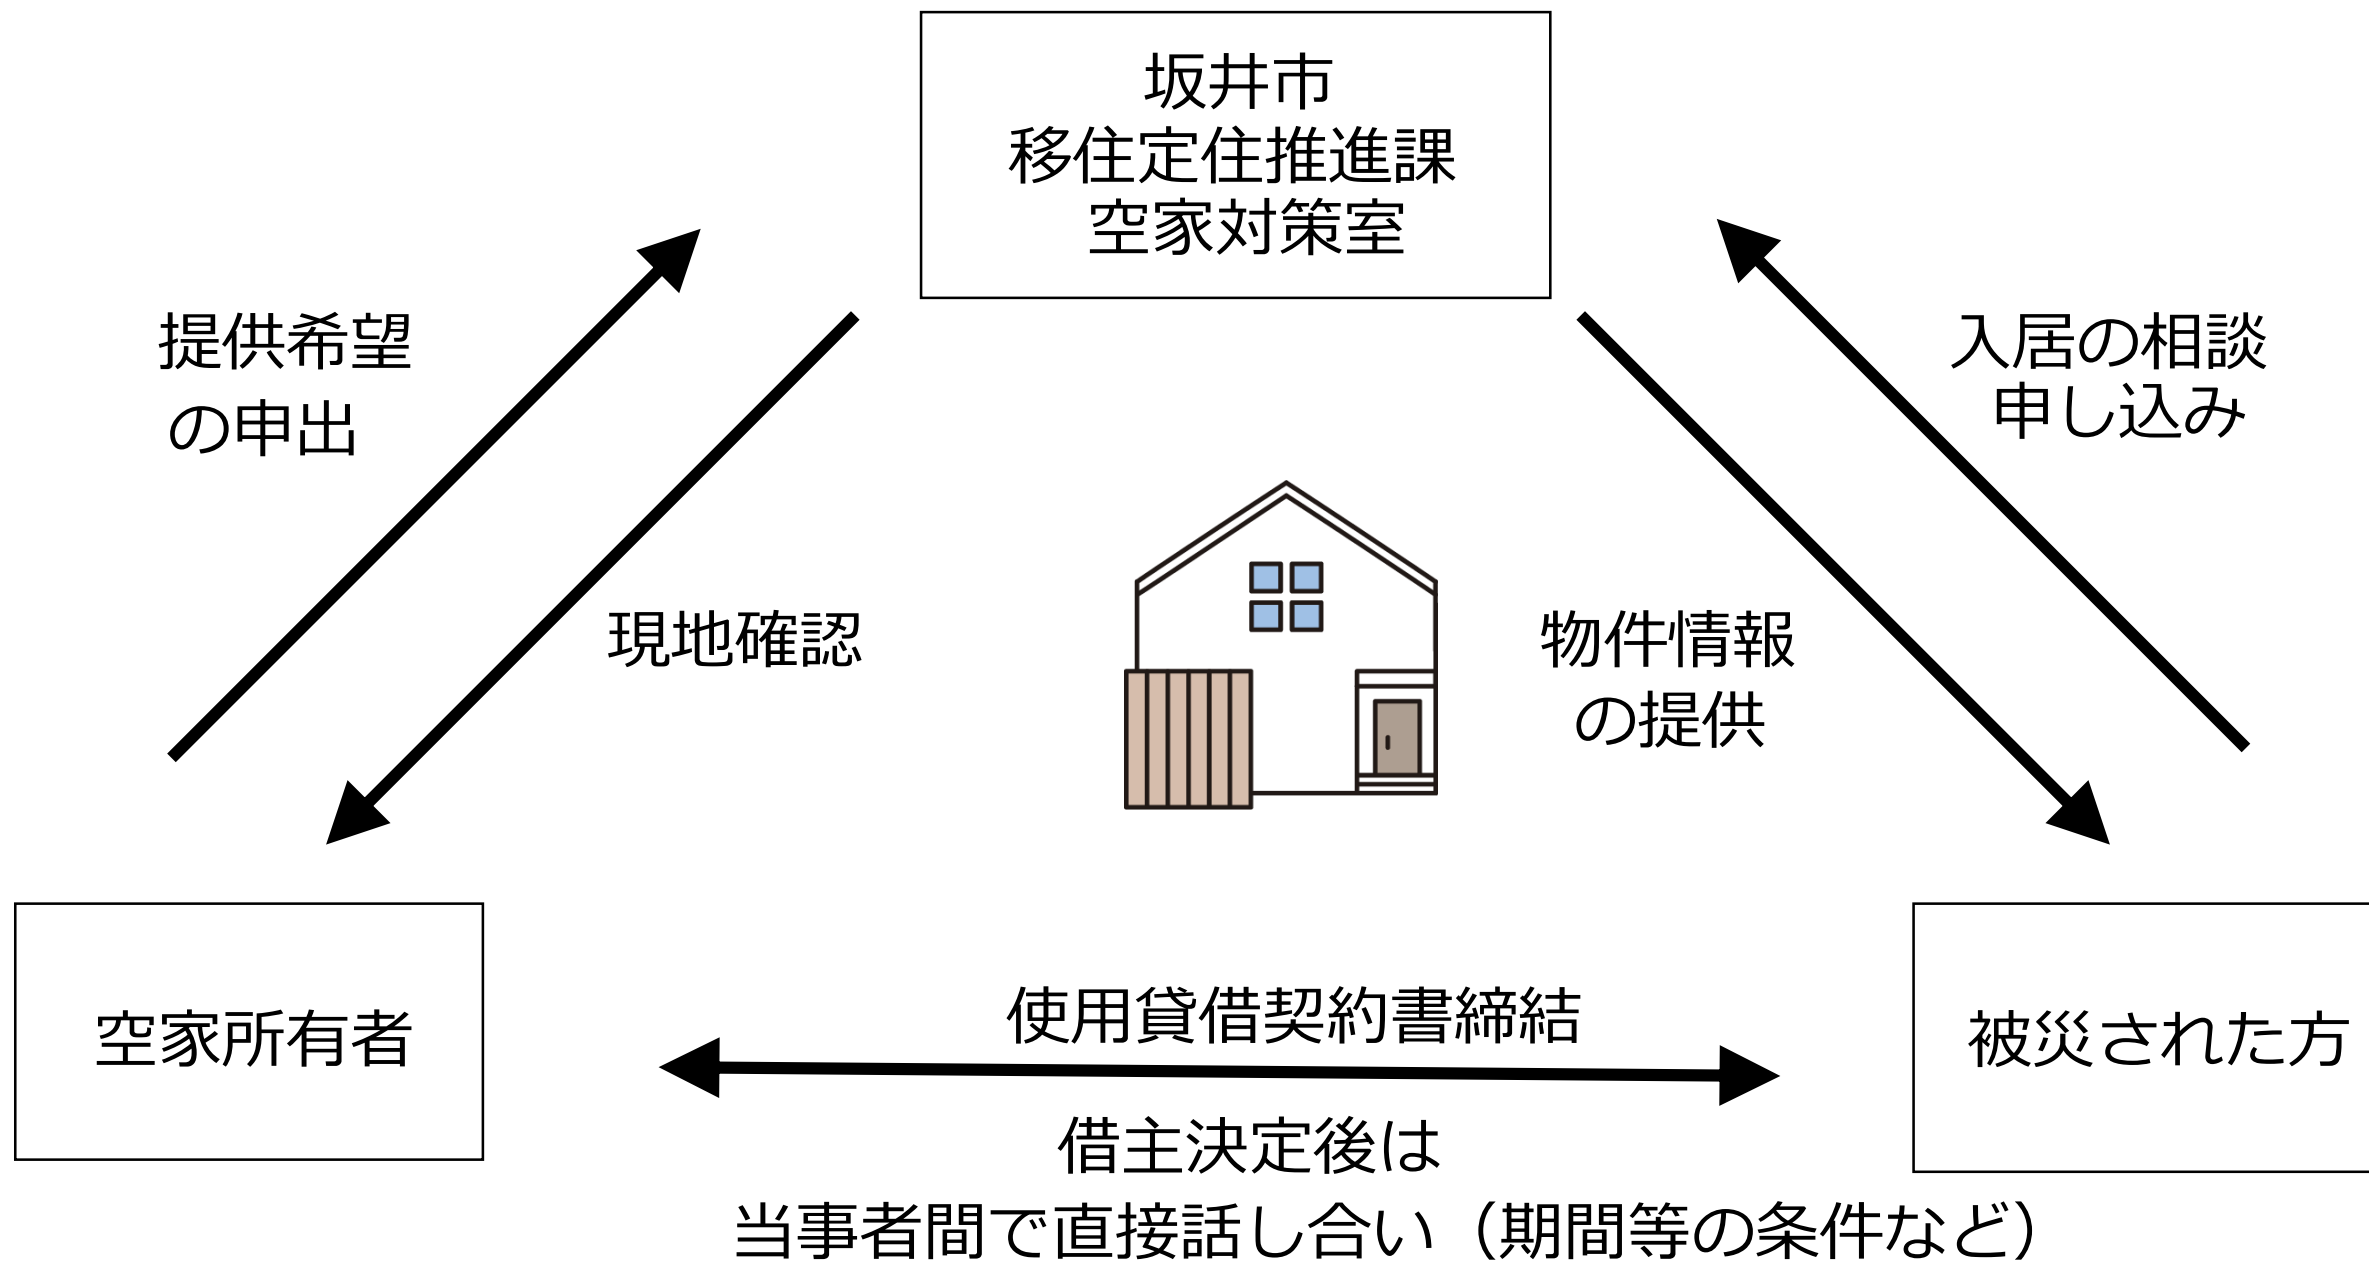 坂井市
移住定住推進課
空家対策室
提供希望
の申出
入居の相談
申し込み
現地確認
物件情報
の提供
空家所有者
使用貸借契約書締結
被災された方
借主決定後は
当事者間で直接話し合い（期間等の条件など）